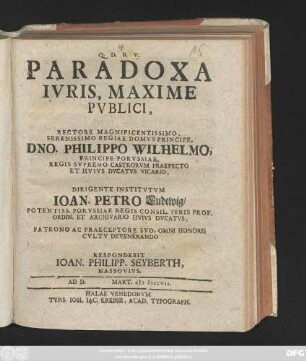 Q. D. B. V.
PARADOXA
IVRIS, MAXIME
PVBLICI,
RECTORE MAGNIFICENTISSIMO,
SERENISSIMO REGIAE DOMVS PRINCIPE,
DNO. PHILIPPO WILHELMO,
PRINCIPE PORVSSIAE,
REGIS SVPREMO CASTRORVM PRAEFECTO
ET HVIVS DVCATVS VICARIO,
DIRIGENTE INSTITVTVM
IOAN. PETRO Ludewig/
POTENTISS. PORVSSIAE REGIS CONSIL. IVRIS PROF.
ORDIN. ET ARCHIVARIO HVIVS DVCATVS,
PATRONO AC PRAECEPTORE SVO, OMNI HONORIS
CVLTV DEVENERANDO
RESPONDEBIT
IOAN. PHILIPP. SEYBERTH,
NASSOVIVS.
AD D. MART.
HALAE VENEDORVM
TYPIS IOH. IAC. KREBSII, ACAD. TYPOGRAPH.